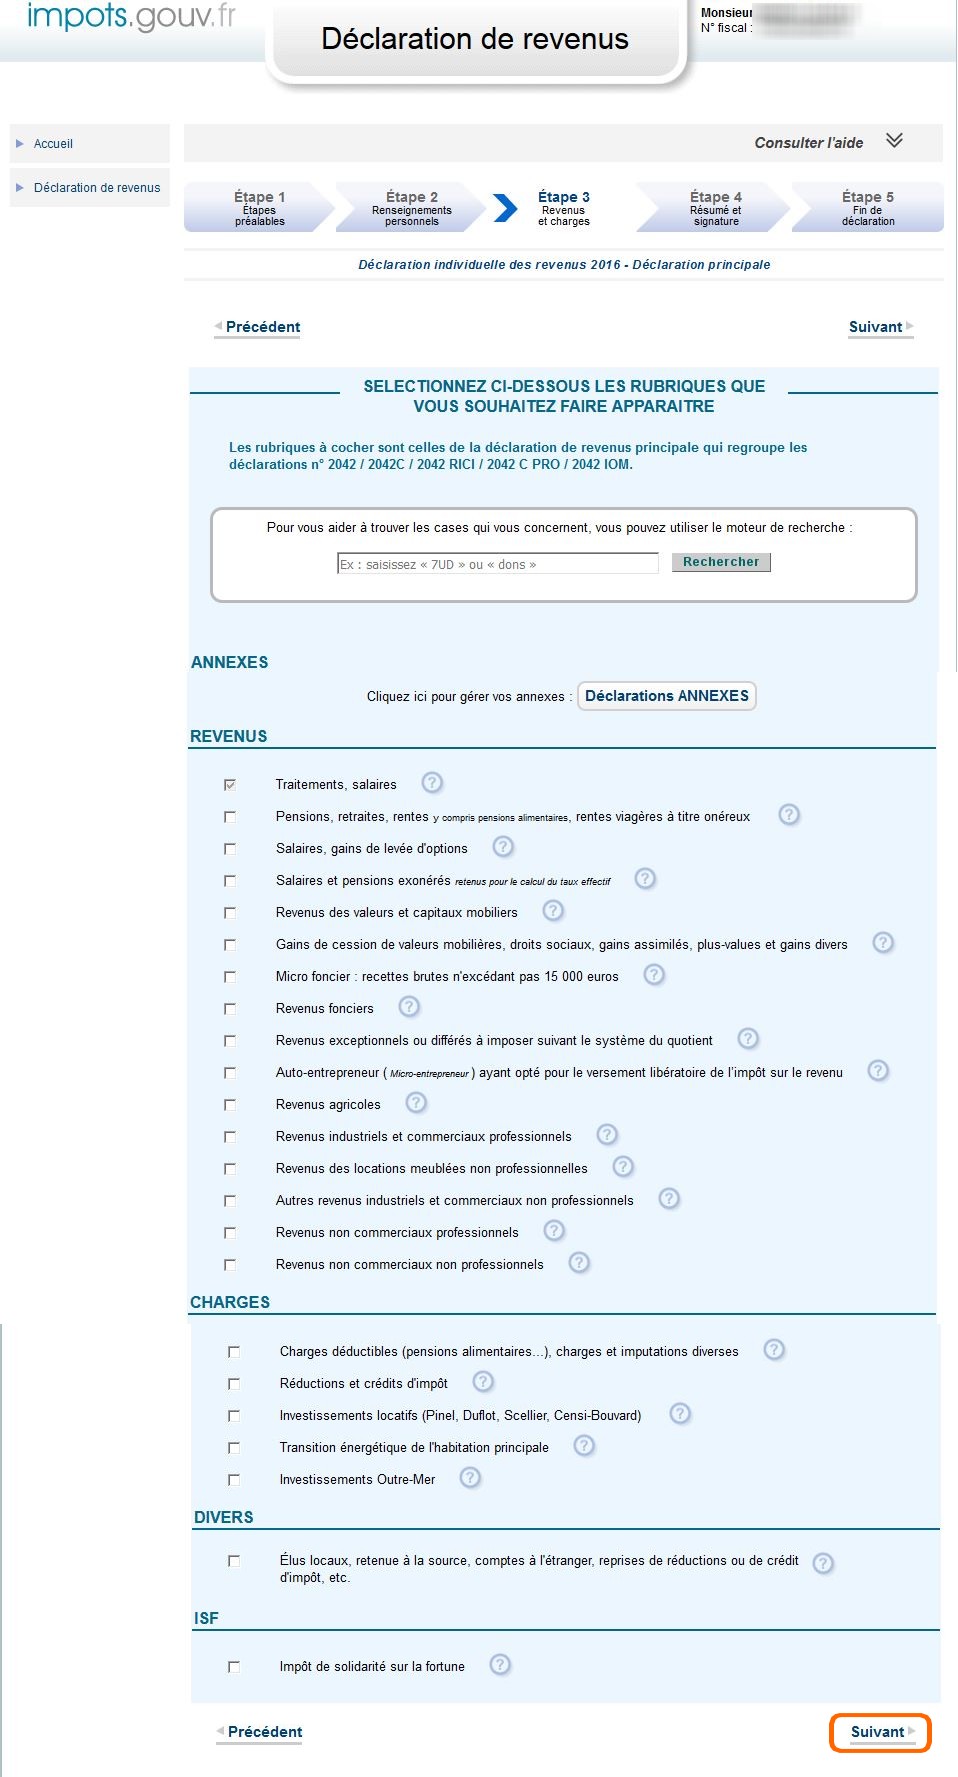 impots.gouv.fr
Déclaration de revenus
Monsieur
N° fiscal :
Accueil
Déclaration de revenus
Consulter l'aide
Étape 1
Étapes
préalables
Étape 2
Renseignements
personnels
Étape 3
Revenus
et charges
Étape 4
Résumé et
signature
Étape 5
Fin de
déclaration
Déclaration individuelle des revenus 2016 - Déclaration principale
Précédent
Suivant
SELECTIONNEZ CI-DESSOUS LES RUBRIQUES QUE
VOUS SOUHAITEZ FAIRE APPARAITRE
Les rubriques à cocher sont celles de la déclaration de revenus principale qui regroupe les
déclarations n° 2042 / 2042C / 2042 RICI / 2042 C PRO / 2042 IOM.
Pour vous aider à trouver les cases qui vous concernent, vous pouvez utiliser le moteur de recherche :
Ex : saisissez « 7UD » ou « dons »
Rechercher
ANNEXES
Cliquez ici pour gérer vos annexes : Déclarations ANNEXES
REVENUS
Traitements, salaires ?
Pensions, retraites, rentes y compris pensions alimentaires, rentes viagères à titre onéreux ?
Salaires, gains de levée d'options ?
Salaires et pensions exonérés retenus pour le calcul du taux effectif ?
Revenus des valeurs et capitaux mobiliers ?
Gains de cession de valeurs mobilières, droits sociaux, gains assimilés, plus-values et gains divers ?
Micro foncier : recettes brutes n'excédant pas 15 000 euros ?
Revenus fonciers ?
Revenus exceptionnels ou différés à imposer suivant le système du quotient ?
Auto-entrepreneur ( Micro-entrepreneur ) ayant opté pour le versement libératoire de l'impôt sur le revenu ?
Revenus agricoles ?
Revenus industriels et commerciaux professionnels ?
Revenus des locations meublées non professionnelles ?
Autres revenus industriels et commerciaux non professionnels ?
Revenus non commerciaux professionnels ?
Revenus non commerciaux non professionnels ?
CHARGES
Charges déductibles (pensions alimentaires...), charges et imputations diverses ?
Réductions et crédits d'impôt ?
Investissements locatifs (Pinel, Duflot, Scellier, Censi-Bouvard) ?
Transition énergétique de l'habitation principale ?
Investissements Outre-Mer ?
DIVERS
Élus locaux, retenue à la source, comptes à l'étranger, reprises de réductions ou de crédit ?
d'impôt, etc.
ISF
Impôt de solidarité sur la fortune ?
Précédent
Suivant